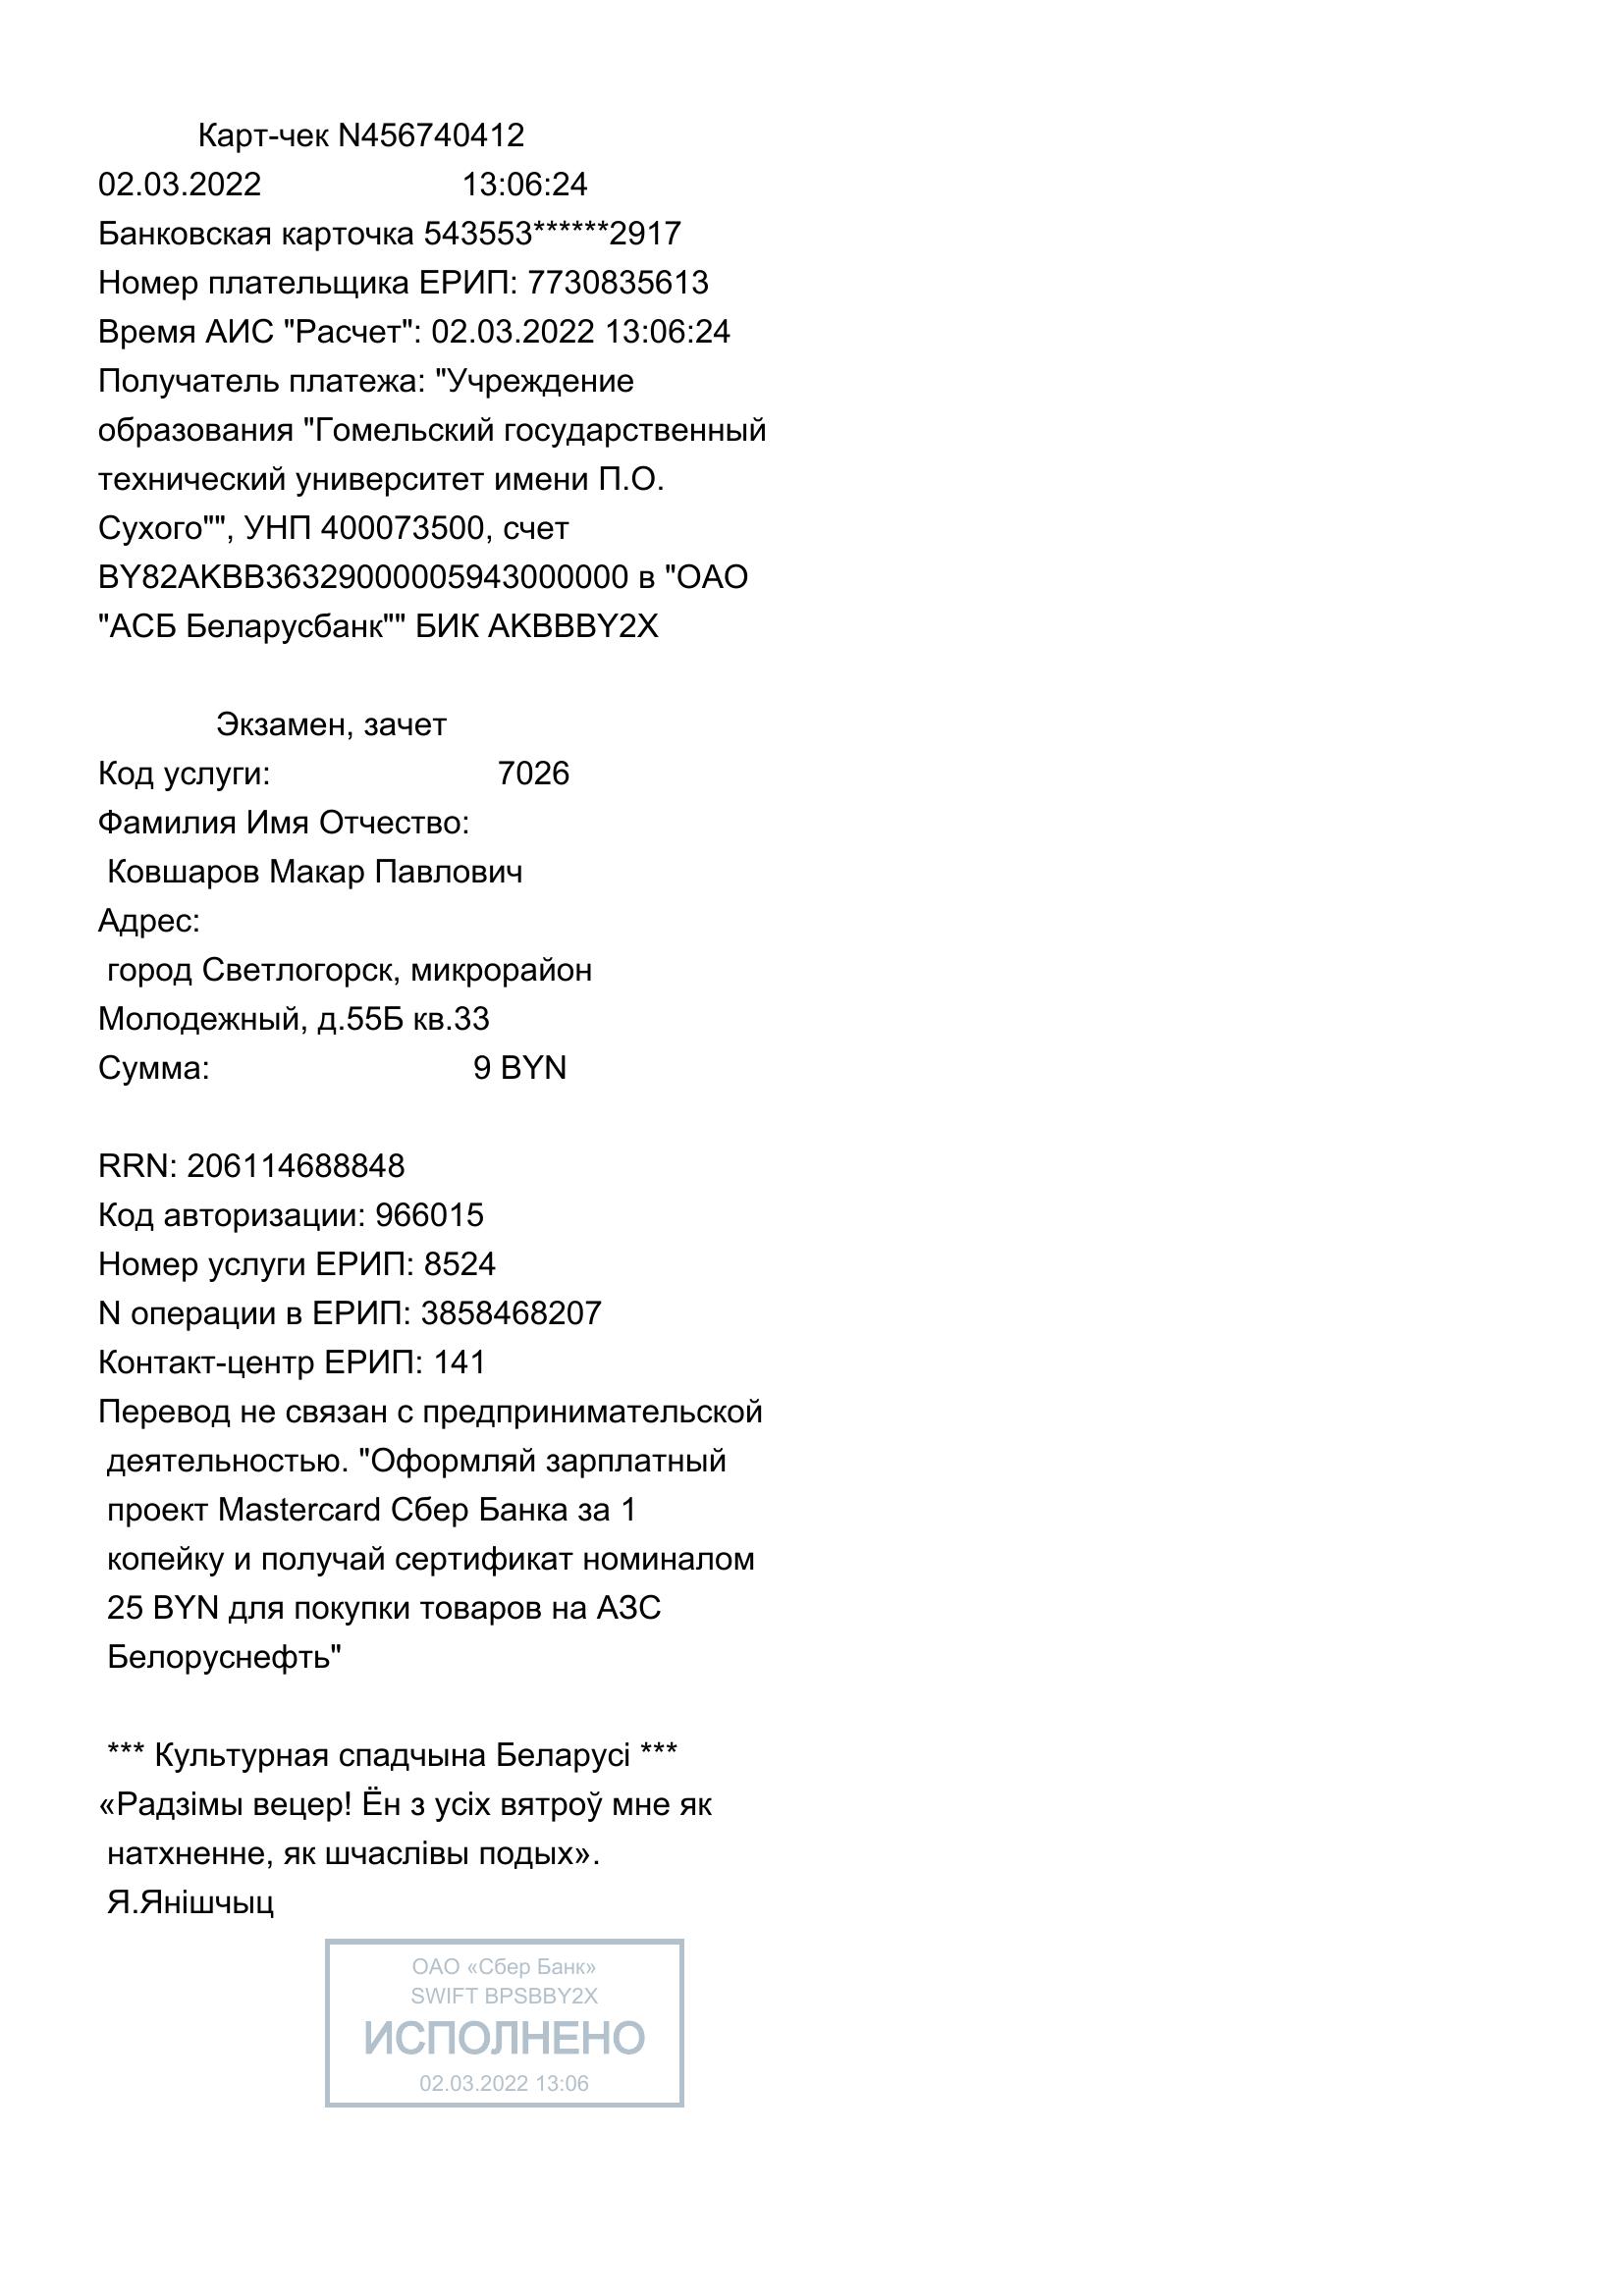 Карт-чек N456740412
02.03.2022 13:06:24
Банковская карточка 543553******2917
Номер плательщика ЕРИП: 7730835613
Время АИС "Расчет": 02.03.2022 13:06:24
Получатель платежа: "Учреждение
образования "Гомельский государственный
технический университет имени П.О.
Сухого"", УНП 400073500, счет
BY82AKBB36329000005943000000 в "ОАО
"АСБ Беларусбанк"" БИК AKBBBY2X
Экзамен, зачет
Код услуги: 7026
Фамилия Имя Отчество:
Ковшаров Макар Павлович
Адрес:
город Светлогорск, микрорайон
Молодежный, д.55Б кв.33
Сумма: 9 BYN
RRN: 206114688848
Код авторизации: 966015
Номер услуги ЕРИП: 8524
N операции в ЕРИП: 3858468207
Контакт-центр ЕРИП: 141
Перевод не связан с предпринимательской
деятельностью. "Оформляй зарплатный
проект Mastercard Сбер Банка за 1
копейку и получай сертификат номиналом
25 BYN для покупки товаров на АЗС
Белоруснефть"
*** Культурная спадчына Беларусі ***
«Радзімы вецер! Ён з усіх вятроў мне як
натхненне, як шчаслівы подых».
Я.Янішчыц
ОАО «Сбер Банк»
SWIFT BPSBBY2X
ИСПОЛНЕНО
02.03.2022 13:06